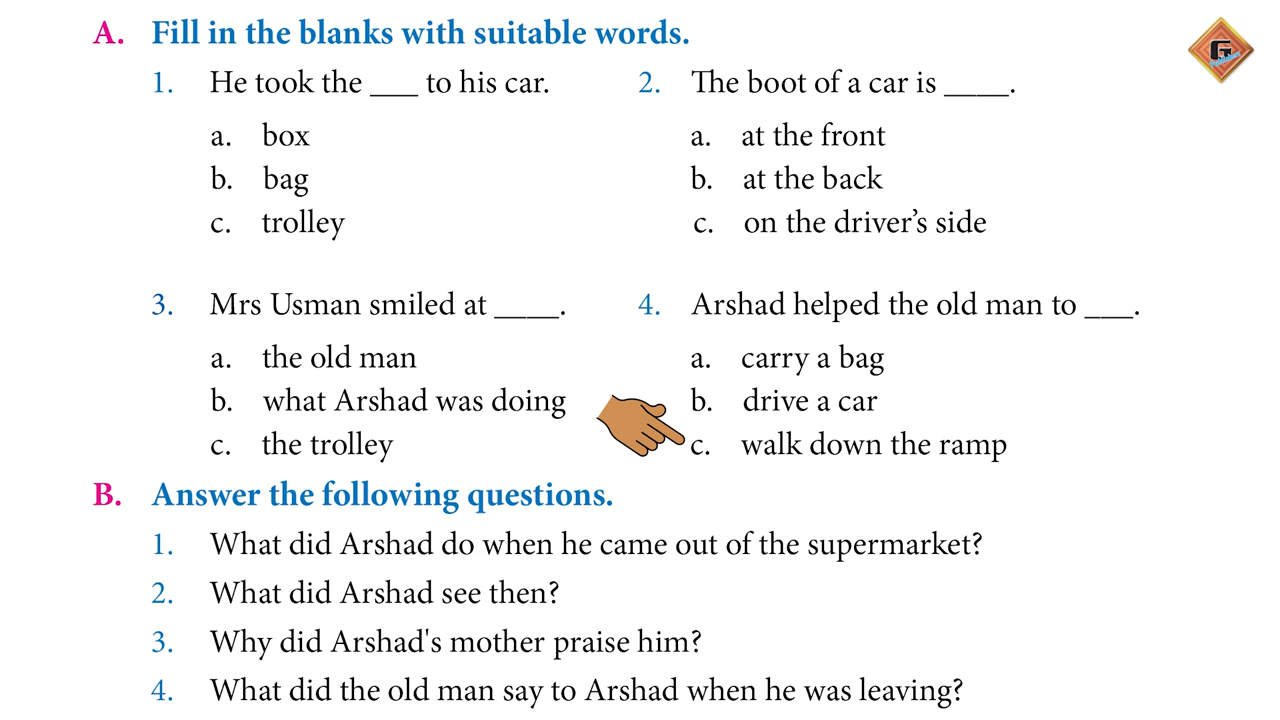 A. Fill in the blanks with suitable words.
1. He took the ___ to his car.
a. box
b. bag
c. trolley
2. The boot of a car is ____.
a. at the front
b. at the back
c. on the driver’s side
3. Mrs Usman smiled at ____.
a. the old man
b. what Arshad was doing
c. the trolley
4. Arshad helped the old man to ___.
a. carry a bag
b. drive a car
c. walk down the ramp
B. Answer the following questions.
1. What did Arshad do when he came out of the supermarket?
2. What did Arshad see then?
3. Why did Arshad's mother praise him?
4. What did the old man say to Arshad when he was leaving?